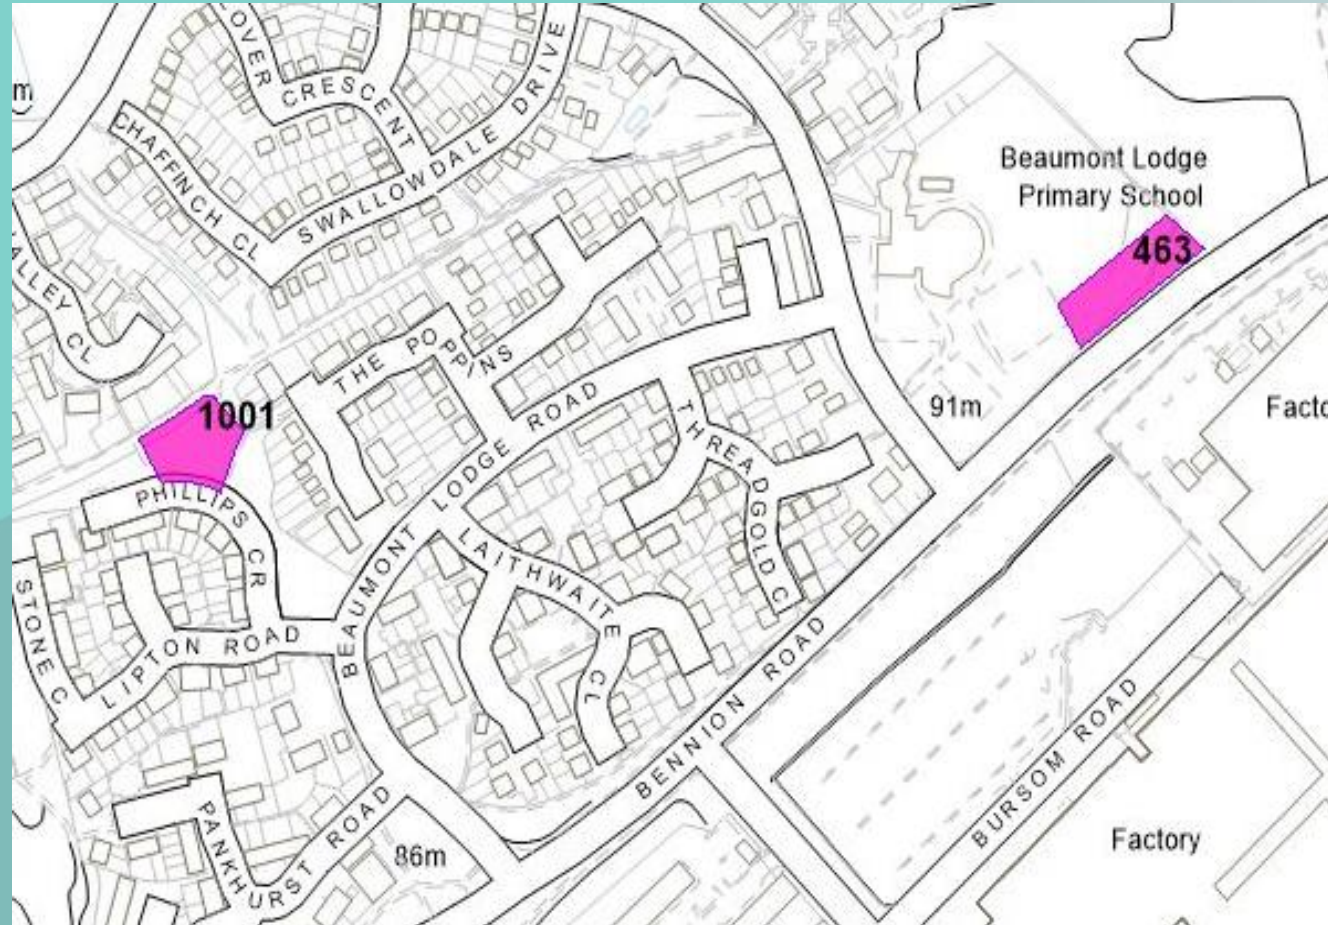 LOVER
CRESCENT
SWALLOWDALE DRIVE
m
CHAFFINCH CL
Beaumont Lodge
Primary School
463
ALLEY CL
THE POPPINS
1001
91m
Facto
BEAUMONT LODGE ROAD
THREADGOLD C
PHILLIPS CR
LAITHWAITE CL
STONE C
LIPTON ROAD
BENNION ROAD
BURSOM ROAD
PANKHURST ROAD
86m
Factory